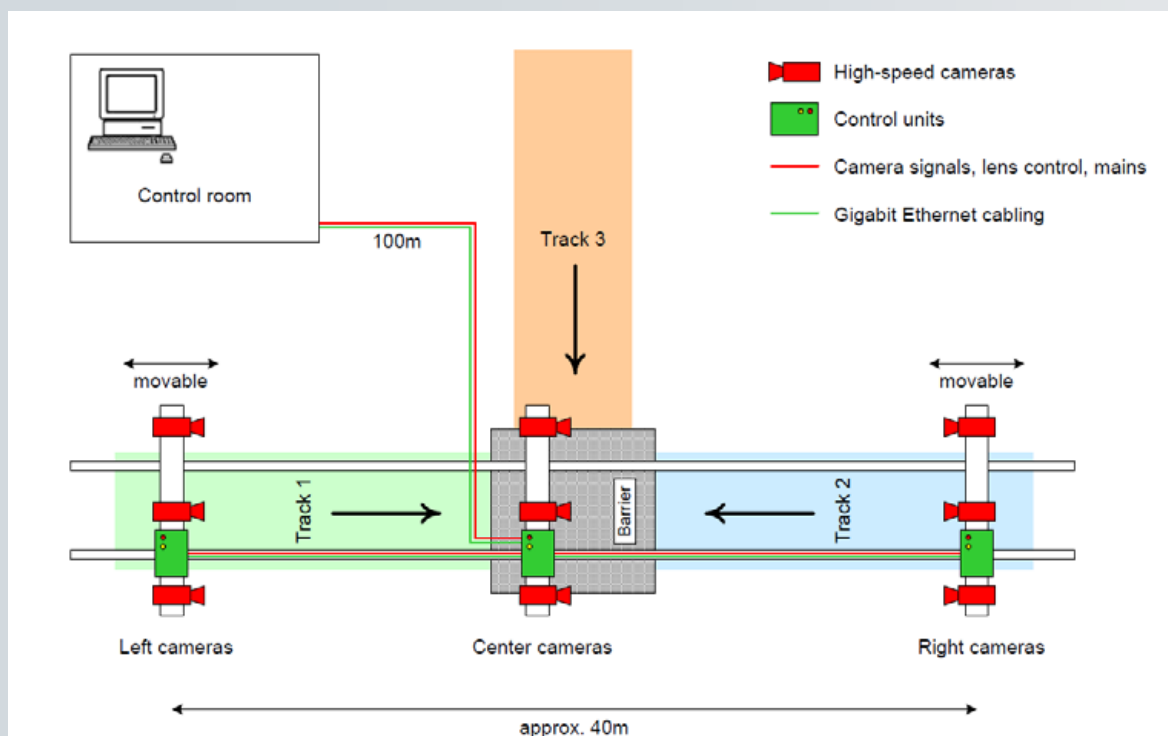 High-speed cameras
Control units
Camera signals, lens control, mains
Gigabit Ethernet cabling
Control room
100m
Track 3
movable
movable
Track 1
Barrier
Track 2
Left cameras
Center cameras
Right cameras
approx. 40m